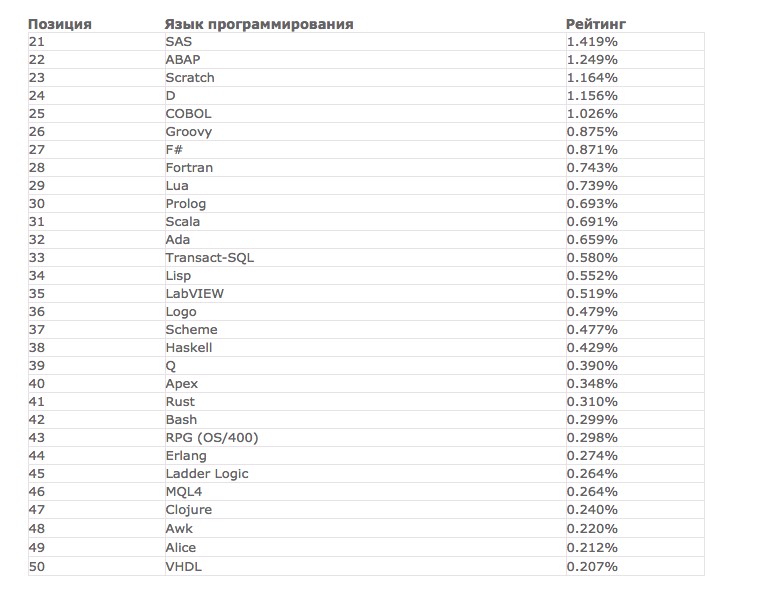 Позиция Язык программирования Рейтинг
21 SAS 1.419%
22 ABAP 1.249%
23 Scratch 1.164%
24 D 1.156%
25 COBOL 1.026%
26 Groovy 0.875%
27 F# 0.871%
28 Fortran 0.743%
29 Lua 0.739%
30 Prolog 0.693%
31 Scala 0.691%
32 Ada 0.659%
33 Transact-SQL 0.580%
34 Lisp 0.552%
35 LabVIEW 0.519%
36 Logo 0.479%
37 Scheme 0.477%
38 Haskell 0.429%
39 Q 0.390%
40 Apex 0.348%
41 Rust 0.310%
42 Bash 0.299%
43 RPG (OS/400) 0.298%
44 Erlang 0.274%
45 Ladder Logic 0.264%
46 MQL4 0.264%
47 Clojure 0.240%
48 Awk 0.220%
49 Alice 0.212%
50 VHDL 0.207%